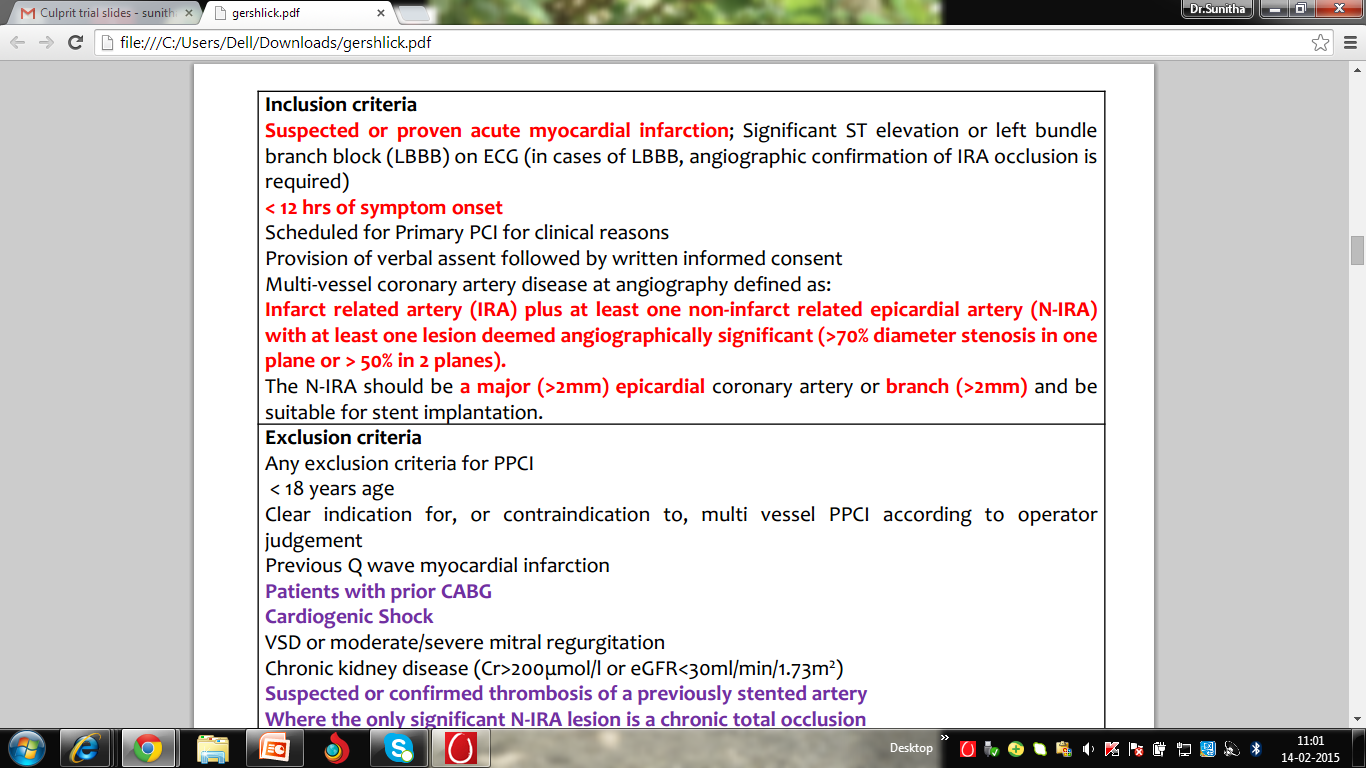 Culprit trial slides - sunith
gershlick.pdf
Dr.Sunitha
file:///C:/Users/Dell/Downloads/gershlick.pdf
Inclusion criteria
Suspected or proven acute myocardial infarction; Significant ST elevation or left bundle
branch block (LBBB) on ECG (in cases of LBBB, angiographic confirmation of IRA occlusion is
required)
< 12 hrs of symptom onset
Scheduled for Primary PCI for clinical reasons
Provision of verbal assent followed by written informed consent
Multi-vessel coronary artery disease at angiography defined as:
Infarct related artery (IRA) plus at least one non-infarct related epicardial artery (N-IRA)
with at least one lesion deemed angiographically significant (>70% diameter stenosis in one
plane or > 50% in 2 planes).
The N-IRA should be a major (>2mm) epicardial coronary artery or branch (>2mm) and be
suitable for stent implantation.
Exclusion criteria
Any exclusion criteria for PPCI
< 18 years age
Clear indication for, or contraindication to, multi vessel PPCI according to operator
judgement
Previous Q wave myocardial infarction
Patients with prior CABG
Cardiogenic Shock
VSD or moderate/severe mitral regurgitation
Chronic kidney disease (Cr>200µmol/l or eGFR<30ml/min/1.73m²)
Suspected or confirmed thrombosis of a previously stented artery
Where the only significant N-IRA lesion is a chronic total occlusion
Desktop
11:01
14-02-2015